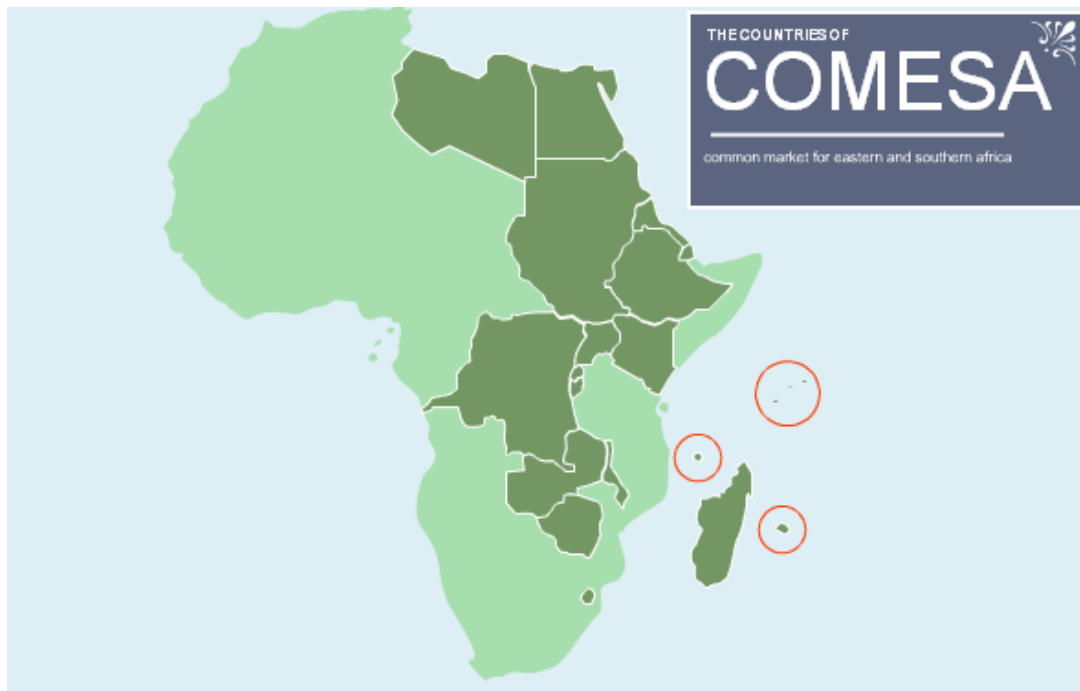 THE COUNTRIES OF
COMESA
common market for eastern and southern africa